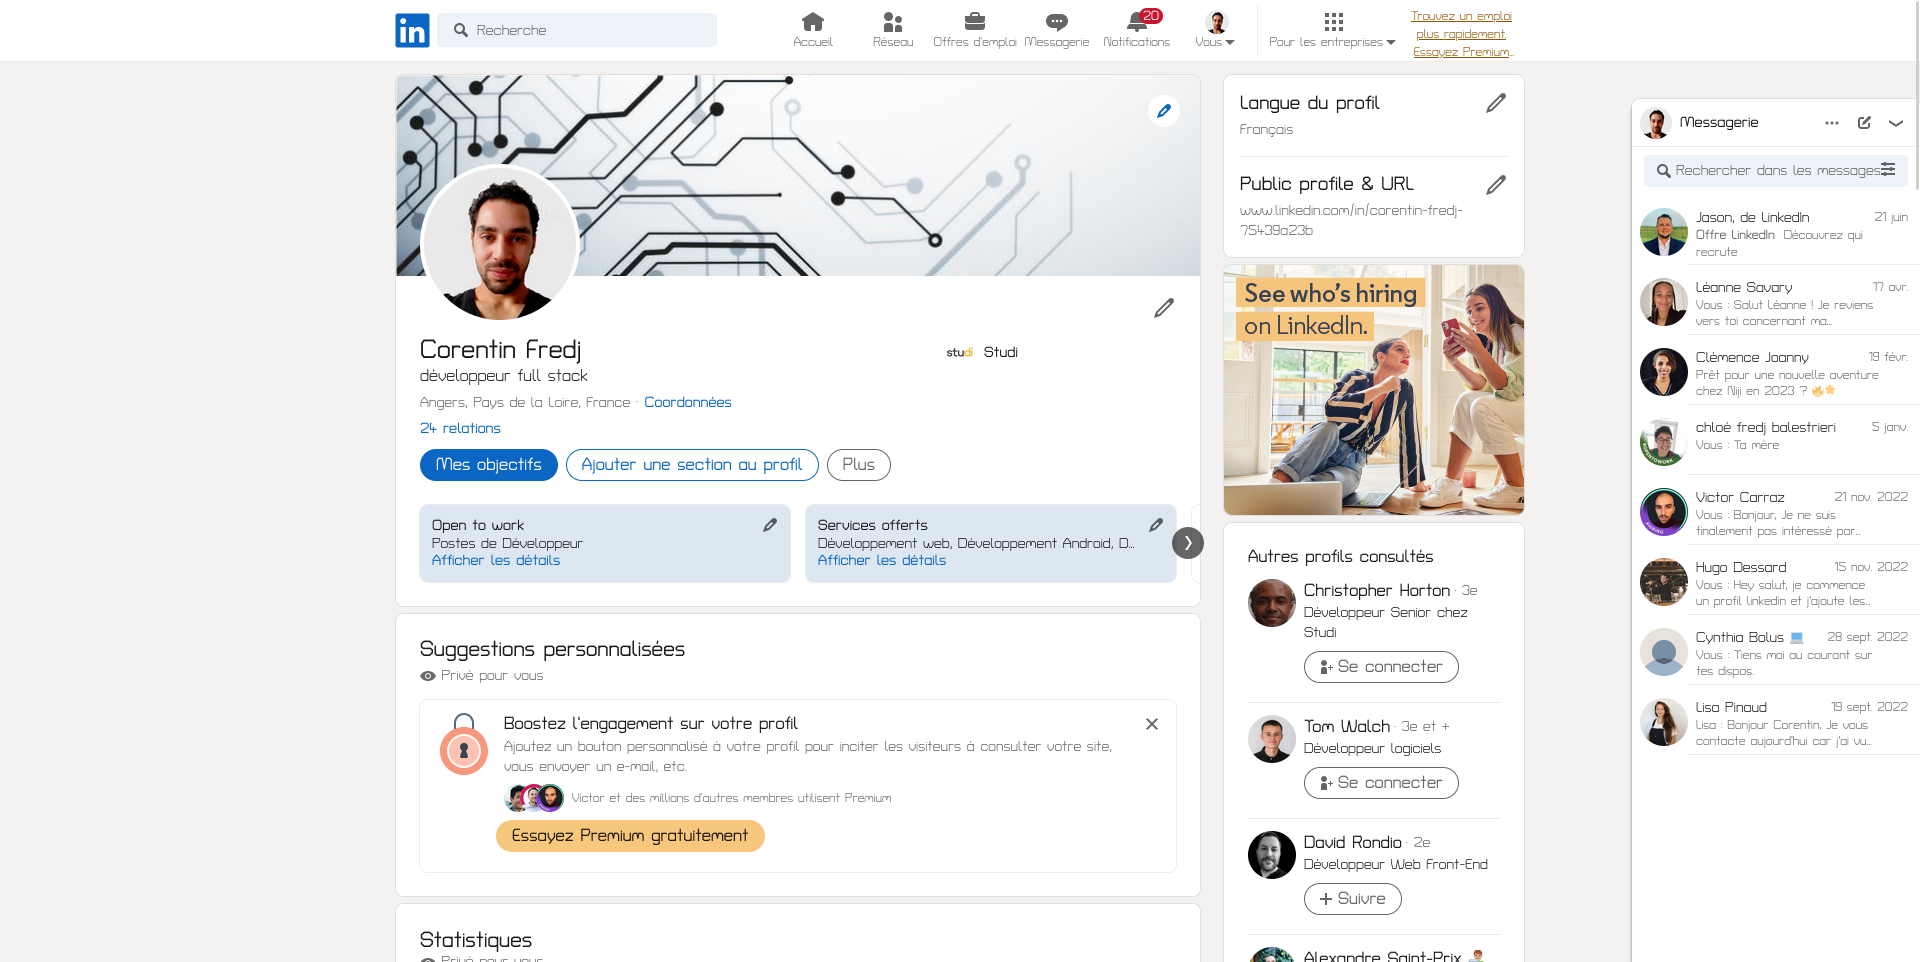 in
Recherche
Accueil
Réseau
Offres d'emploi
Messagerie
20
Notifications
Vous
Pour les entreprises
Trouvez un emploi
plus rapidement.
Essayez Premium...
Corentin Fredj
développeur full stack
Angers, Pays de la Loire, France · Coordonnées
24 relations
studi Studi
Mes objectifs
Ajouter une section au profil
Plus
Open to work
Postes de Développeur
Afficher les détails
Services offerts
Développement web, Développement Android, D...
Afficher les détails
Suggestions personnalisées
Privé pour vous
Boostez l'engagement sur votre profil
Ajoutez un bouton personnalisé à votre profil pour inciter les visiteurs à consulter votre site,
vous envoyer un e-mail, etc.
Victor et des millions d'autres membres utilisent Premium
Essayez Premium gratuitement
Statistiques
Privé pour vous
Langue du profil
Français
Public profile & URL
www.linkedin.com/in/corentin-fredj-
75439a23b
See who's hiring
on LinkedIn.
Autres profils consultés
Christopher Horton · 3e
Développeur Senior chez
Studi
Se connecter
Tom Walch · 3e et +
Développeur logiciels
Se connecter
David Rondio · 2e
Développeur Web Front-End
Suivre
Alexandre Saint-Prix
Messagerie
Rechercher dans les messages
Jason, de LinkedIn 21 juin
Offre LinkedIn Découvrez qui
recrute
Léanne Savary 17 avr.
Vous : Salut Léanne ! Je reviens
vers toi concernant ma...
Clémence Joanny 19 févr.
Prêt pour une nouvelle aventure
chez Niji en 2023 ? 🔥⭐
chloé fredj balestrieri 5 janv.
Vous : Ta mère
#OPENTOWORK
Victor Carraz 21 nov. 2022
Vous : Bonjour, Je ne suis
finalement pas intéressé par...
#HIRING
Hugo Dessard 15 nov. 2022
Vous : Hey salut, je commence
un profil linkedin et j'ajoute les...
Cynthia Bolus 💻 28 sept. 2022
Vous : Tiens moi au courant sur
tes dispos.
Lisa Pinaud 19 sept. 2022
Lisa : Bonjour Corentin, Je vous
contacte aujourd'hui car j'ai vu...